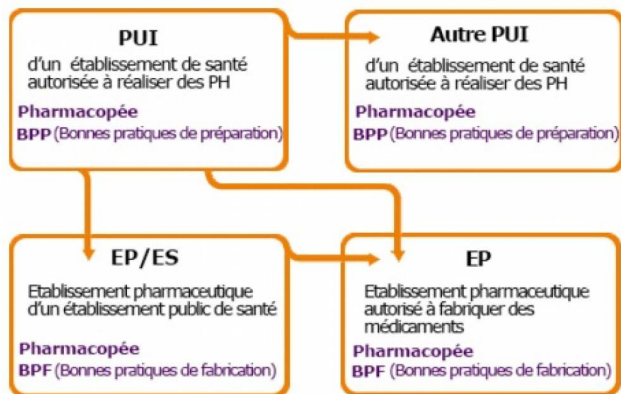 PUI
d'un établissement de santé
autorisée à réaliser des PH
Pharmacopée
BPP (Bonnes pratiques de préparation)
Autre PUI
d'un établissement de santé
autorisée à réaliser des PH
Pharmacopée
BPP (Bonnes pratiques de préparation)
EP/ES
Etablissement pharmaceutique
d'un établissement public de santé
Pharmacopée
BPF (Bonnes pratiques de fabrication)
EP
Etablissement pharmaceutique
autorisé à fabriquer des
médicaments
Pharmacopée
BPF (Bonnes pratiques de fabrication)